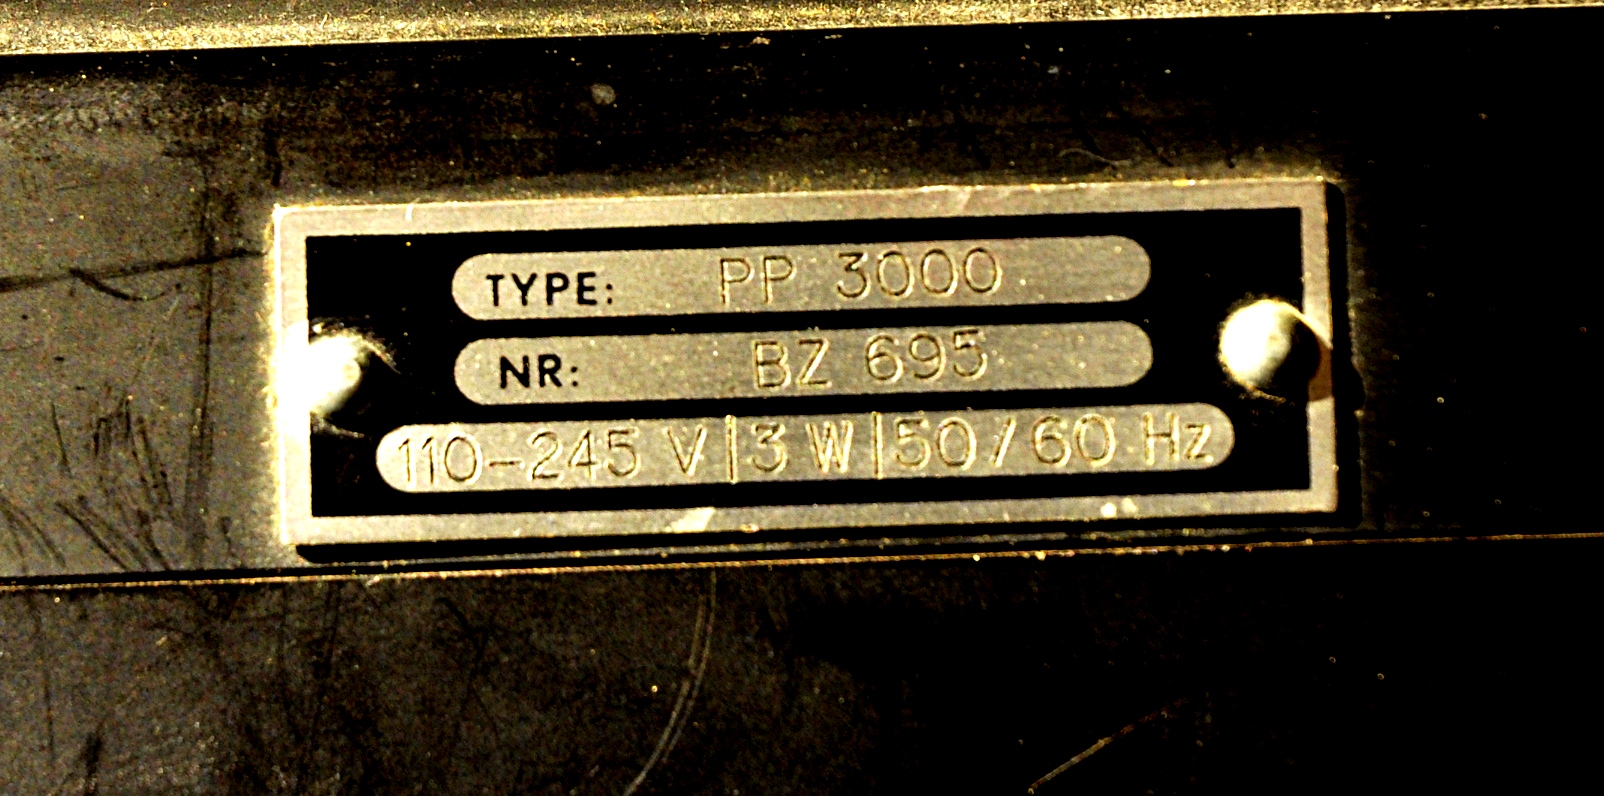 TYPE: PP 3000
NR: BZ 695
110-245 V|3 W|50/60 Hz